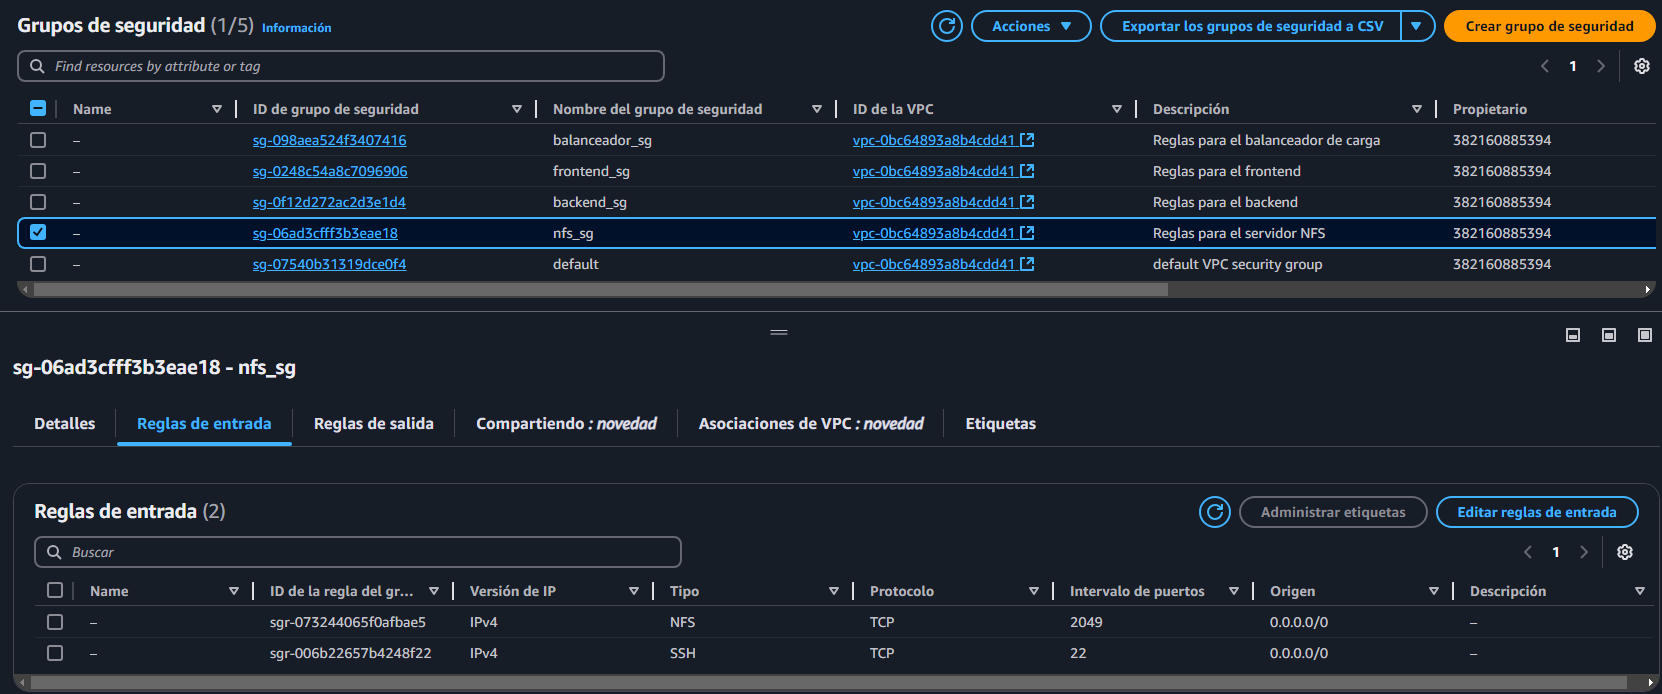 Grupos de seguridad (1/5) Información
Acciones
Exportar los grupos de seguridad a CSV
Crear grupo de seguridad
Find resources by attribute or tag
1
Name ID de grupo de seguridad Nombre del grupo de seguridad ID de la VPC Descripción Propietario
– sg-098aea524f3407416 balanceador_sg vpc-0bc64893a8b4cdd41 Reglas para el balanceador de carga 382160885394
– sg-0248c54a8c7096906 frontend_sg vpc-0bc64893a8b4cdd41 Reglas para el frontend 382160885394
– sg-0f12d272ac2d3e1d4 backend_sg vpc-0bc64893a8b4cdd41 Reglas para el backend 382160885394
– sg-06ad3cfff3b3eae18 nfs_sg vpc-0bc64893a8b4cdd41 Reglas para el servidor NFS 382160885394
– sg-07540b31319dce0f4 default vpc-0bc64893a8b4cdd41 default VPC security group 382160885394
sg-06ad3cfff3b3eae18 - nfs_sg
Detalles Reglas de entrada Reglas de salida Compartiendo : novedad Asociaciones de VPC : novedad Etiquetas
Reglas de entrada (2)
Administrar etiquetas
Editar reglas de entrada
Buscar
1
Name ID de la regla del gr... Versión de IP Tipo Protocolo Intervalo de puertos Origen Descripción
– sgr-073244065f0afbae5 IPv4 NFS TCP 2049 0.0.0.0/0 –
– sgr-006b22657b4248f22 IPv4 SSH TCP 22 0.0.0.0/0 –